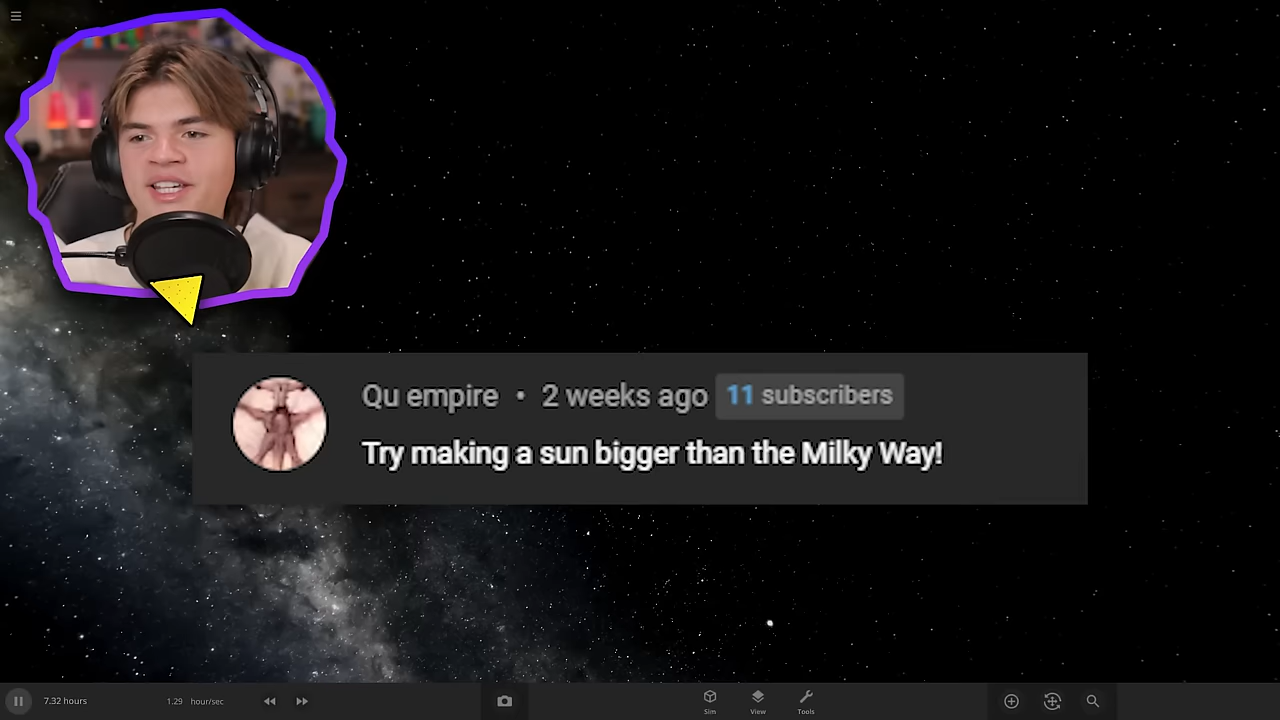 Qu empire • 2 weeks ago 11 subscribers
Try making a sun bigger than the Milky Way!
7.32 hours 1.29 hour/sec Sim View Tools